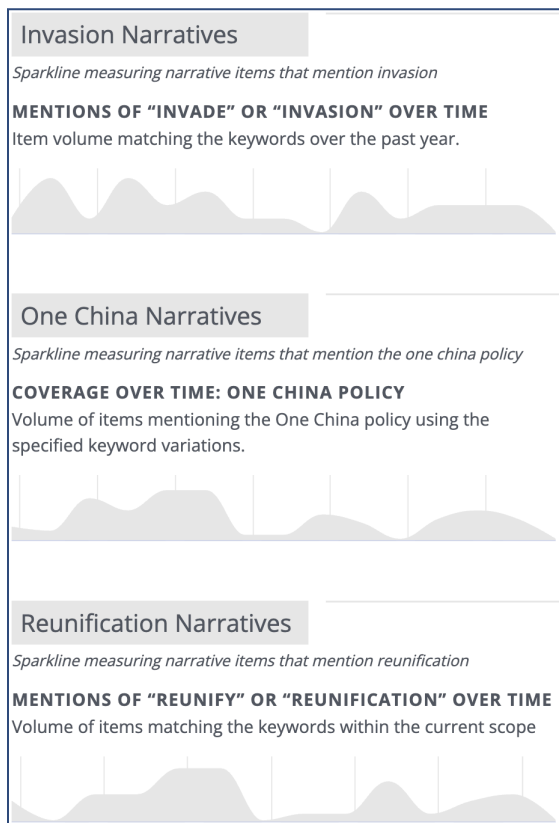 Invasion Narratives
Sparkline measuring narrative items that mention invasion
MENTIONS OF “INVADE” OR “INVASION” OVER TIME
Item volume matching the keywords over the past year.
One China Narratives
Sparkline measuring narrative items that mention the one china policy
COVERAGE OVER TIME: ONE CHINA POLICY
Volume of items mentioning the One China policy using the
specified keyword variations.
Reunification Narratives
Sparkline measuring narrative items that mention reunification
MENTIONS OF “REUNIFY” OR “REUNIFICATION” OVER TIME
Volume of items matching the keywords within the current scope